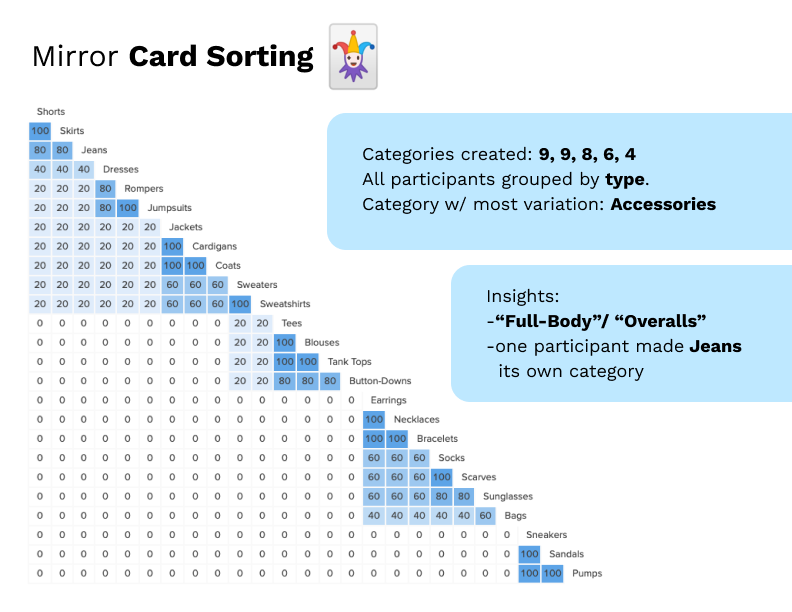 Mirror Card Sorting
Shorts
100 Skirts
80 80 Jeans
40 40 40 Dresses
20 20 20 80 Rompers
20 20 20 80 100 Jumpsuits
20 20 20 20 20 20 Jackets
20 20 20 20 20 20 100 Cardigans
20 20 20 20 20 20 100 100 Coats
20 20 20 20 20 20 60 60 60 Sweaters
20 20 20 20 20 20 60 60 60 100 Sweatshirts
0 0 0 0 0 0 0 0 0 20 20 Tees
0 0 0 0 0 0 0 0 0 20 20 100 Blouses
0 0 0 0 0 0 0 0 0 20 20 100 100 Tank Tops
0 0 0 0 0 0 0 0 0 20 20 80 80 80 Button-Downs
0 0 0 0 0 0 0 0 0 0 0 0 0 0 0 Earrings
0 0 0 0 0 0 0 0 0 0 0 0 0 0 0 100 Necklaces
0 0 0 0 0 0 0 0 0 0 0 0 0 0 0 100 100 Bracelets
0 0 0 0 0 0 0 0 0 0 0 0 0 0 0 60 60 60 Socks
0 0 0 0 0 0 0 0 0 0 0 0 0 0 0 60 60 60 100 Scarves
0 0 0 0 0 0 0 0 0 0 0 0 0 0 0 60 60 60 80 80 Sunglasses
0 0 0 0 0 0 0 0 0 0 0 0 0 0 0 40 40 40 40 40 60 Bags
0 0 0 0 0 0 0 0 0 0 0 0 0 0 0 0 0 0 0 0 0 0 Sneakers
0 0 0 0 0 0 0 0 0 0 0 0 0 0 0 0 0 0 0 0 0 0 100 Sandals
0 0 0 0 0 0 0 0 0 0 0 0 0 0 0 0 0 0 0 0 0 0 100 100 Pumps
Categories created: 9, 9, 8, 6, 4
All participants grouped by type.
Category w/ most variation: Accessories
Insights:
-“Full-Body”/ “Overalls”
-one participant made Jeans
its own category